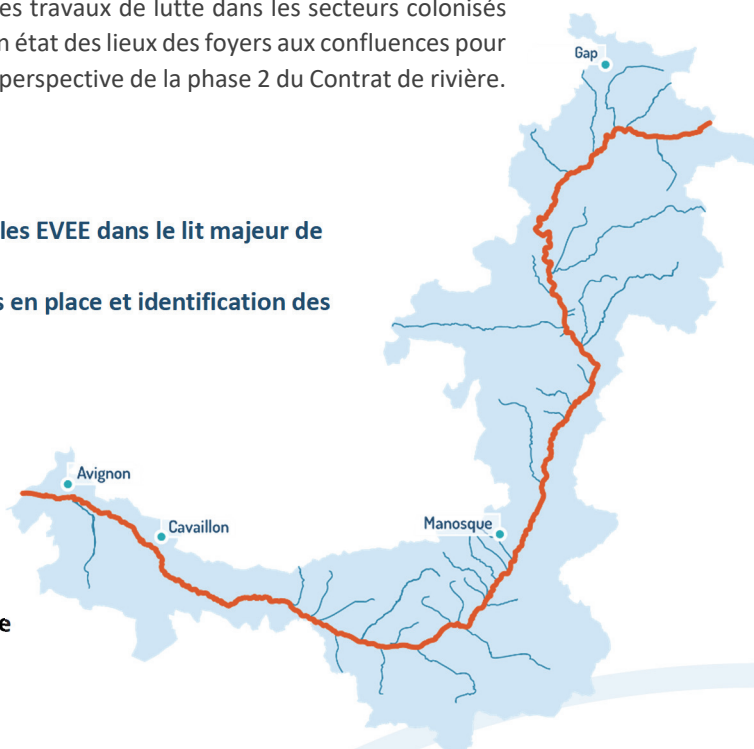 es travaux de lutte dans les secteurs colonisés
n état des lieux des foyers aux confluences pour
perspective de la phase 2 du Contrat de rivière.
Gap
les EVEE dans le lit majeur de
s en place et identification des
Avignon
Cavaillon
Manosque
e